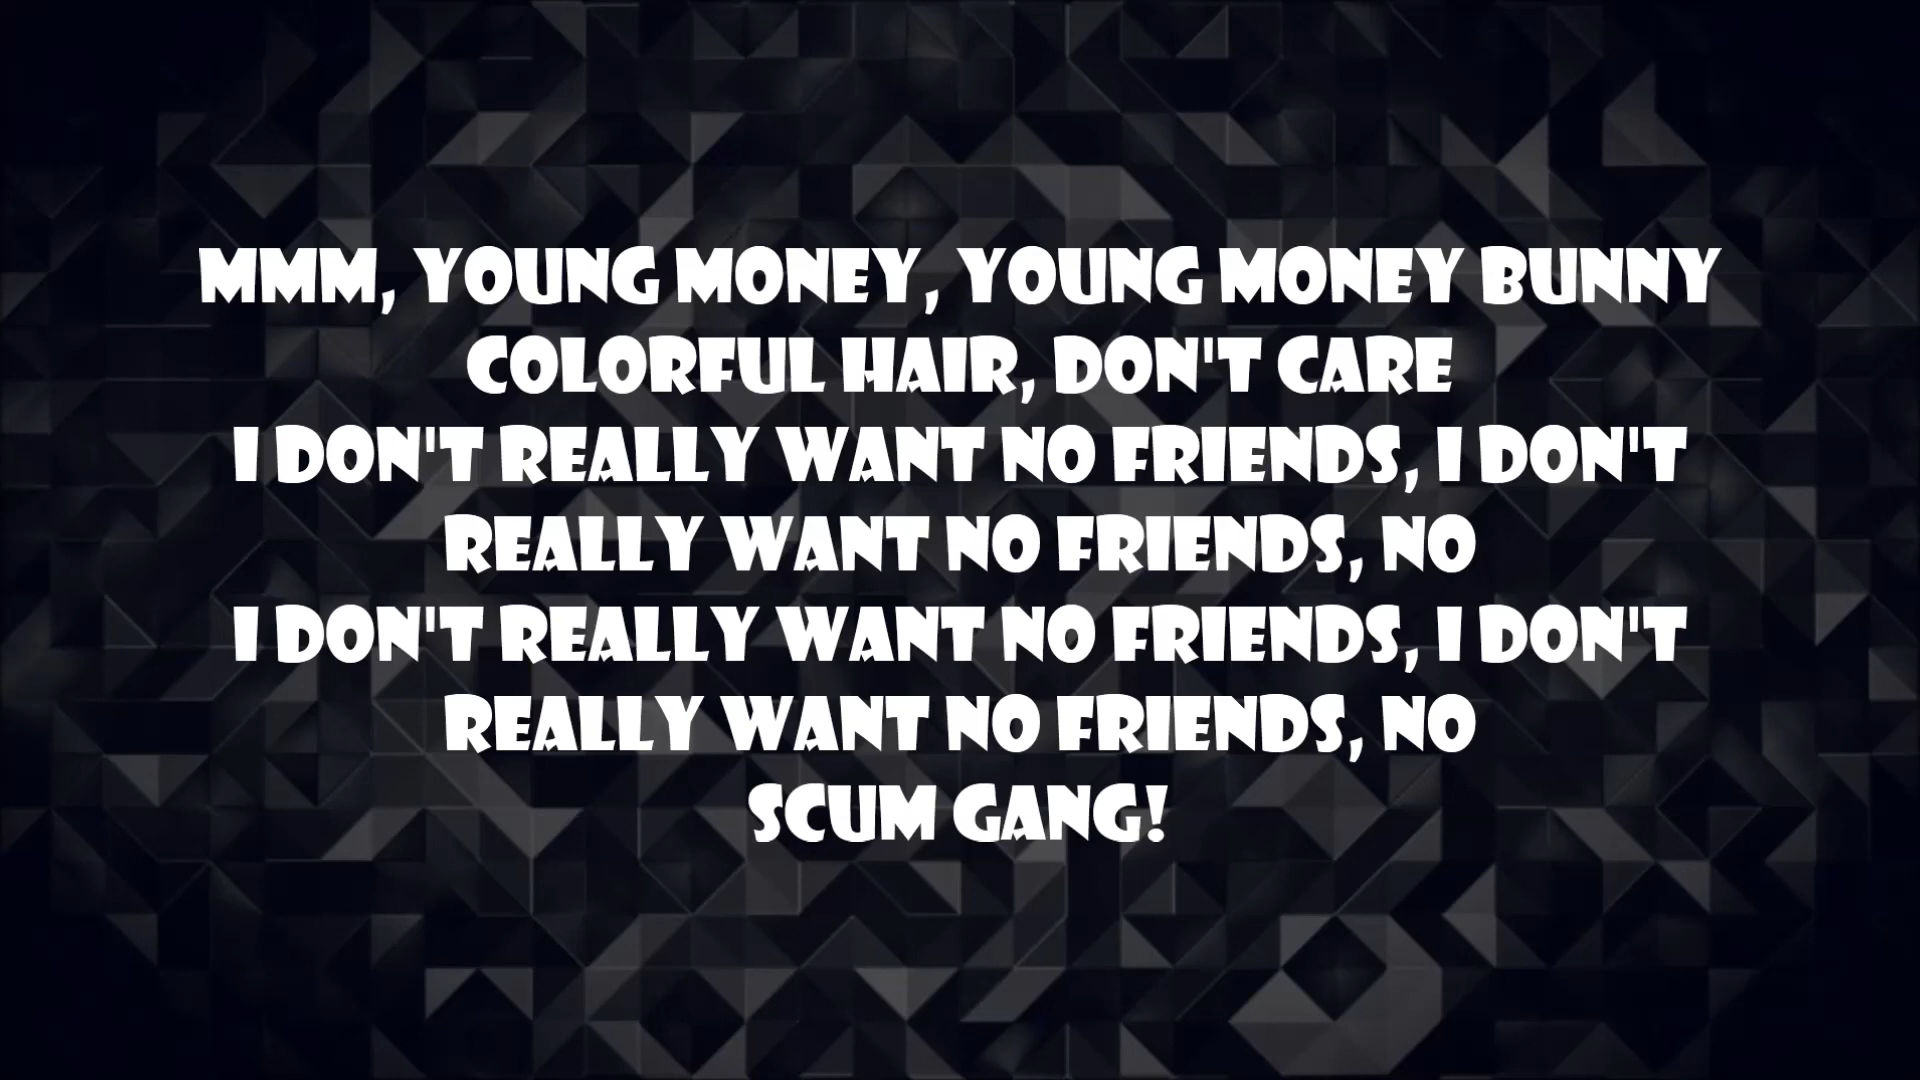 MMM, YOUNG MONEY, YOUNG MONEY BUNNY
COLORFUL HAIR, DON'T CARE
I DON'T REALLY WANT NO FRIENDS, I DON'T
REALLY WANT NO FRIENDS, NO
I DON'T REALLY WANT NO FRIENDS, I DON'T
REALLY WANT NO FRIENDS, NO
SCUM GANG!